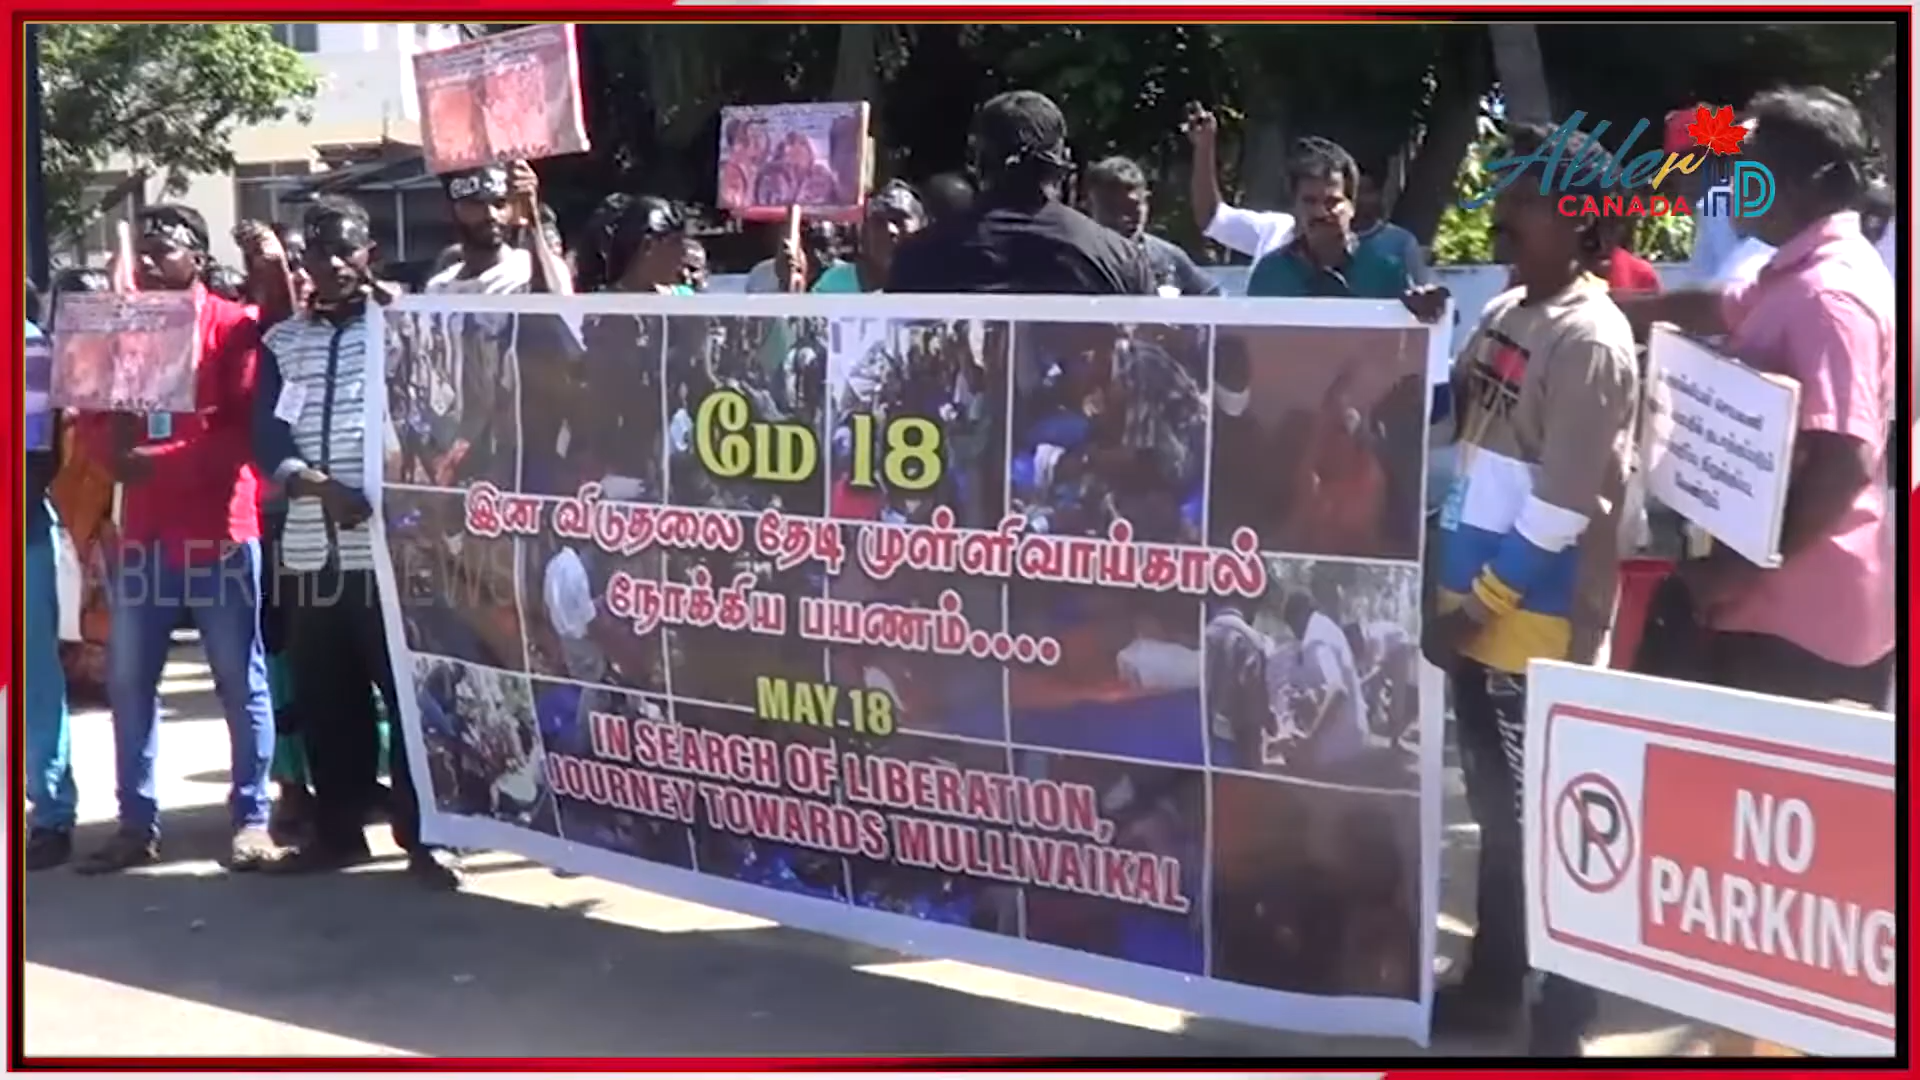 Abler
CANADA HD
மே 18
இன விடுதலை தேடி முள்ளிவாய்கால்
நோக்கிய பயணம்....
MAY 18
IN SEARCH OF LIBERATION,
JOURNEY TOWARDS MULLIVAIKAL
ABLER HD NEWS
வேண்டும்
P
NO
PARKING